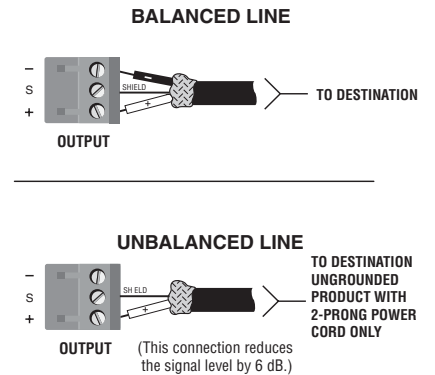 BALANCED LINE
–
S
+
SHIELD
–
+
TO DESTINATION
OUTPUT
UNBALANCED LINE
–
S
+
SH ELD
+
TO DESTINATION
UNGROUNDED
PRODUCT WITH
2-PRONG POWER
CORD ONLY
OUTPUT
(This connection reduces
the signal level by 6 dB.)